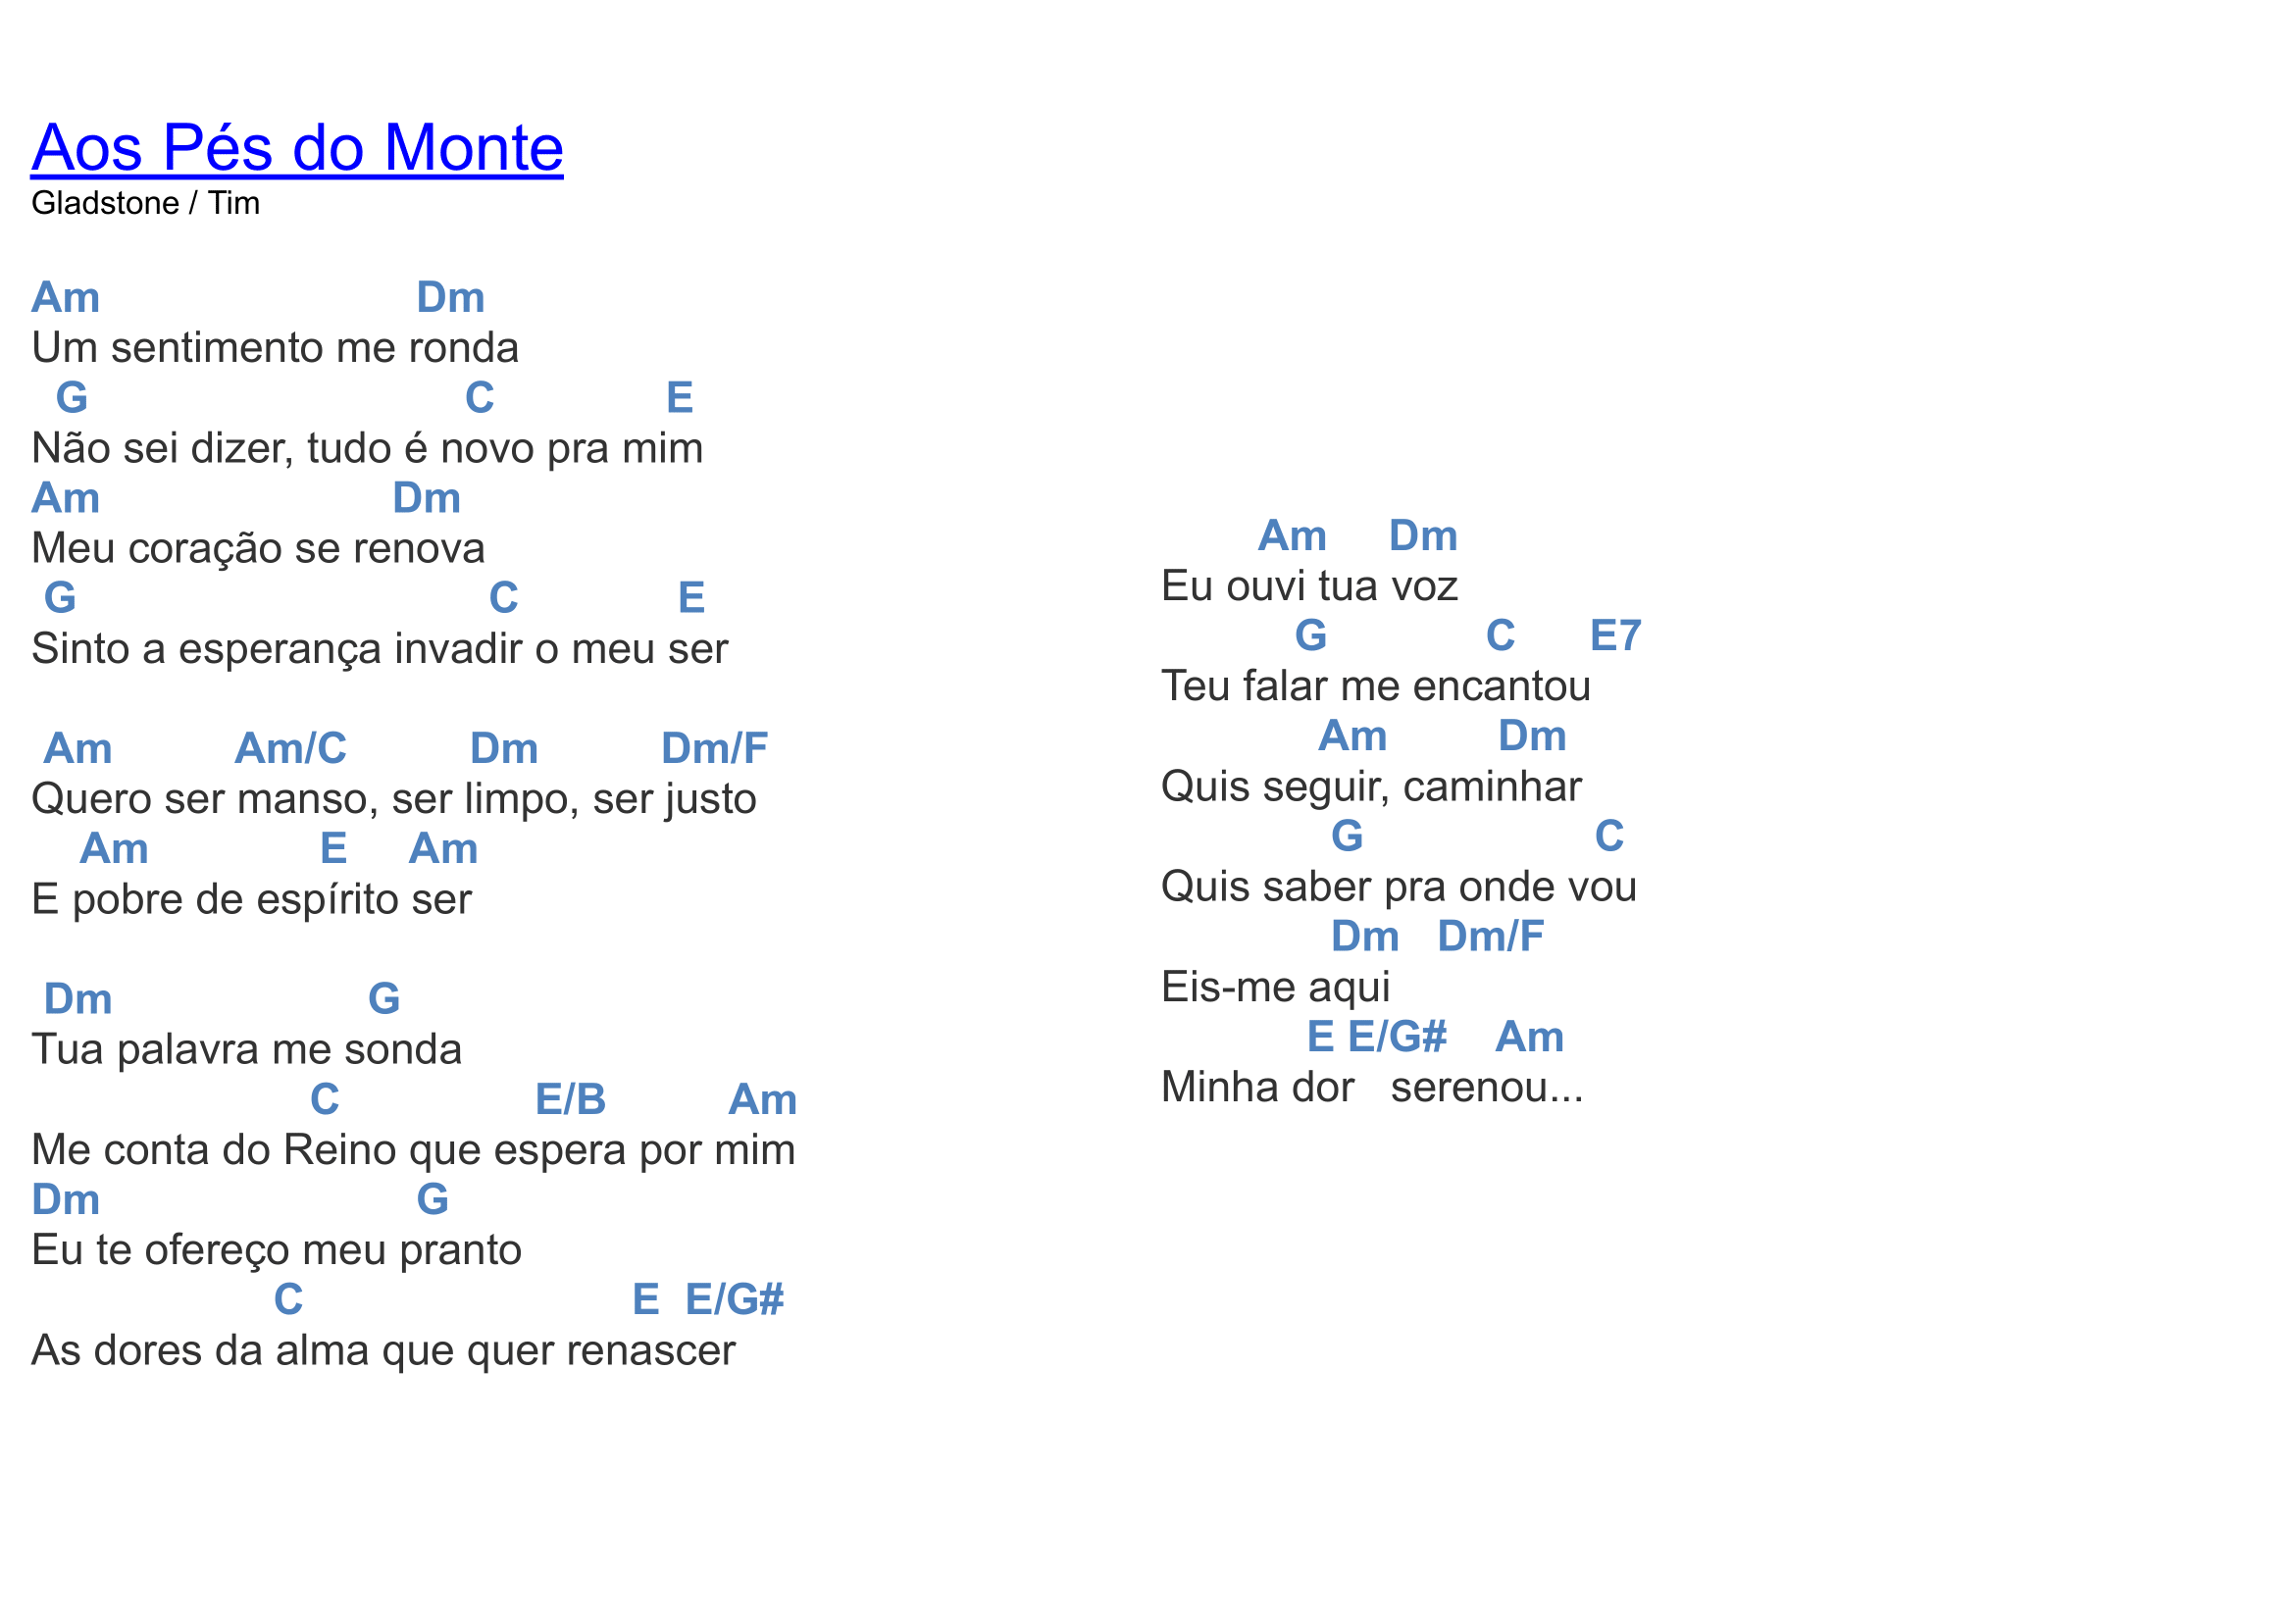 Aos Pés do Monte
Gladstone / Tim
Am Dm
Um sentimento me ronda
G C E
Não sei dizer, tudo é novo pra mim
Am Dm
Meu coração se renova
G C E
Sinto a esperança invadir o meu ser
Am Am/C Dm Dm/F
Quero ser manso, ser limpo, ser justo
Am E Am
E pobre de espírito ser
Dm G
Tua palavra me sonda
C E/B Am
Me conta do Reino que espera por mim
Dm G
Eu te ofereço meu pranto
C E E/G#
As dores da alma que quer renascer
Am Dm
Eu ouvi tua voz
G C E7
Teu falar me encantou
Am Dm
Quis seguir, caminhar
G C
Quis saber pra onde vou
Dm Dm/F
Eis-me aqui
E E/G# Am
Minha dor serenou...